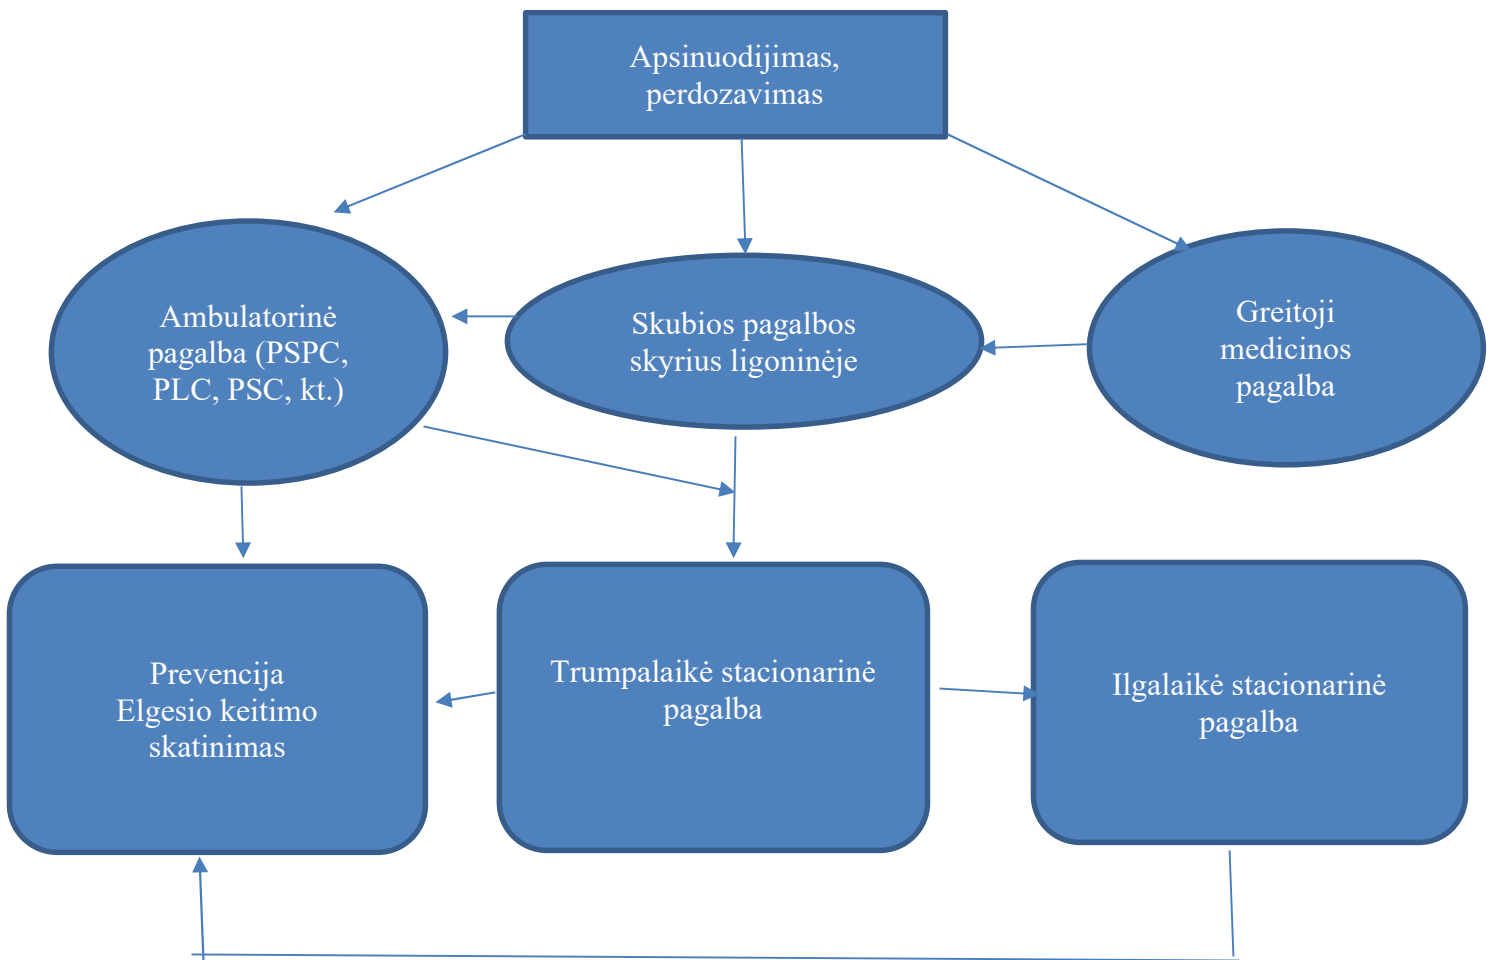 Apsinuodijimas,
perdozavimas
Ambulatorinė
pagalba (PSPC,
PLC, PSC, kt.)
Skubios pagalbos
skyrius ligoninėje
Greitoji
medicinos
pagalba
Prevencija
Elgesio keitimo
skatinimas
Trumpalaikė stacionarinė
pagalba
Ilgalaikė stacionarinė
pagalba